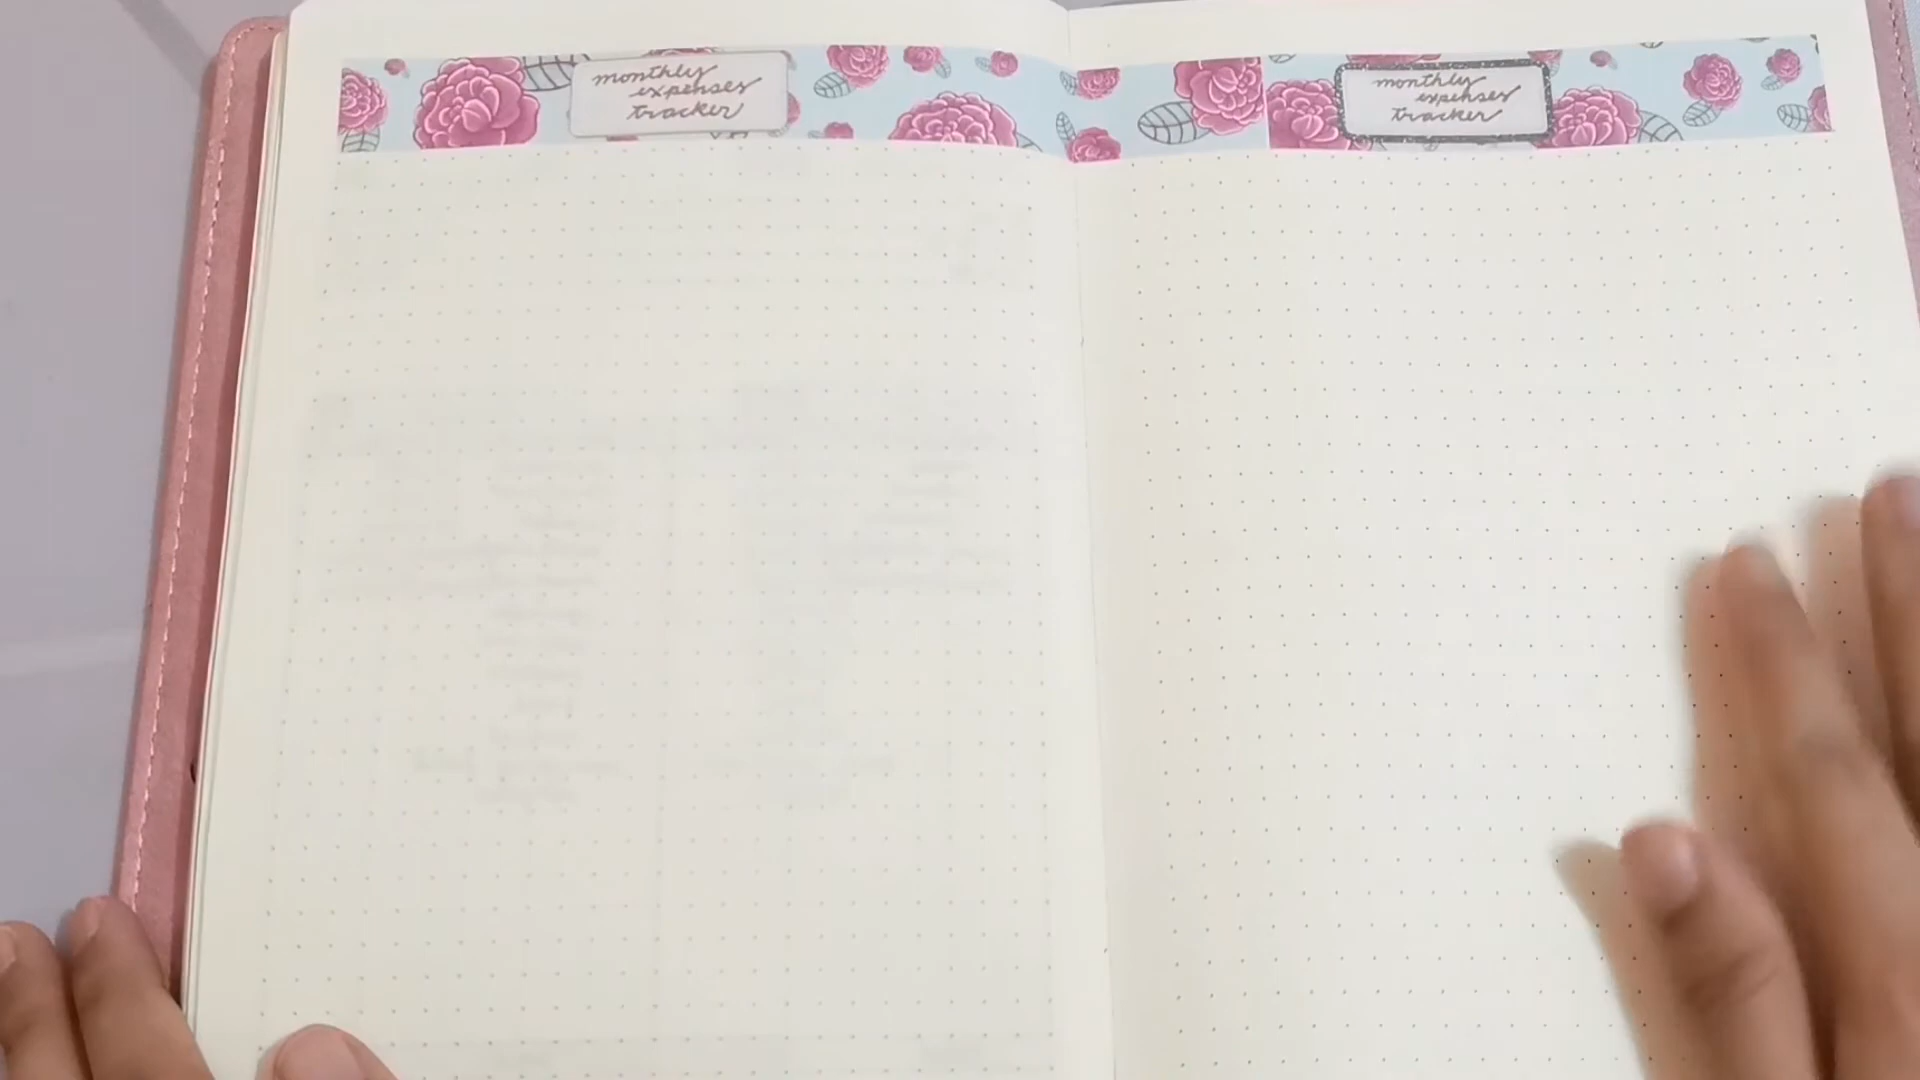 monthly
expenses
tracker
monthly
expenses
tracker